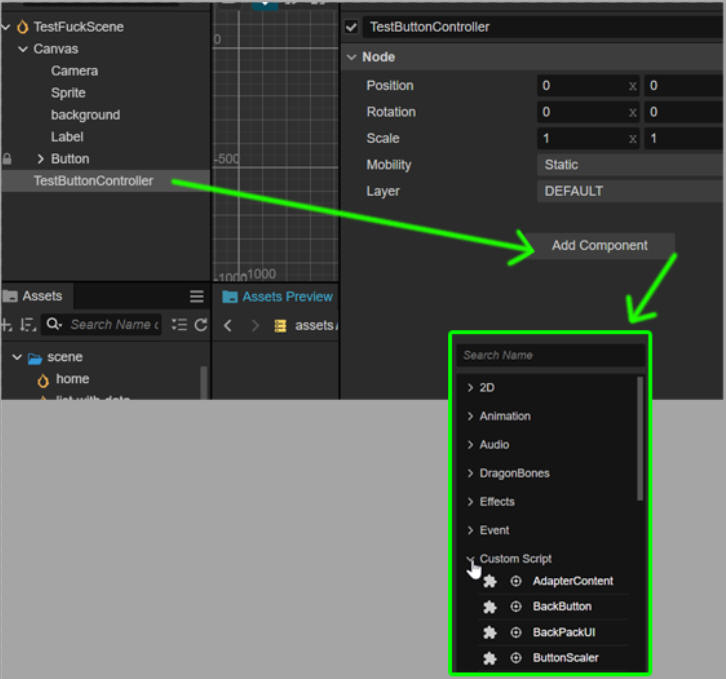 TestFuckScene
Canvas
Camera
Sprite
background
Label
Button
TestButtonController
0
-500
-1000
-1000
TestButtonController
Node
Position 0 x 0
Rotation 0 x 0
Scale 1 x 1
Mobility Static
Layer DEFAULT
Add Component
Assets
Search Name
scene
home
list with data
Assets Preview
assets
Search Name
2D
Animation
Audio
DragonBones
Effects
Event
Custom Script
AdapterContent
BackButton
BackPackUI
ButtonScaler